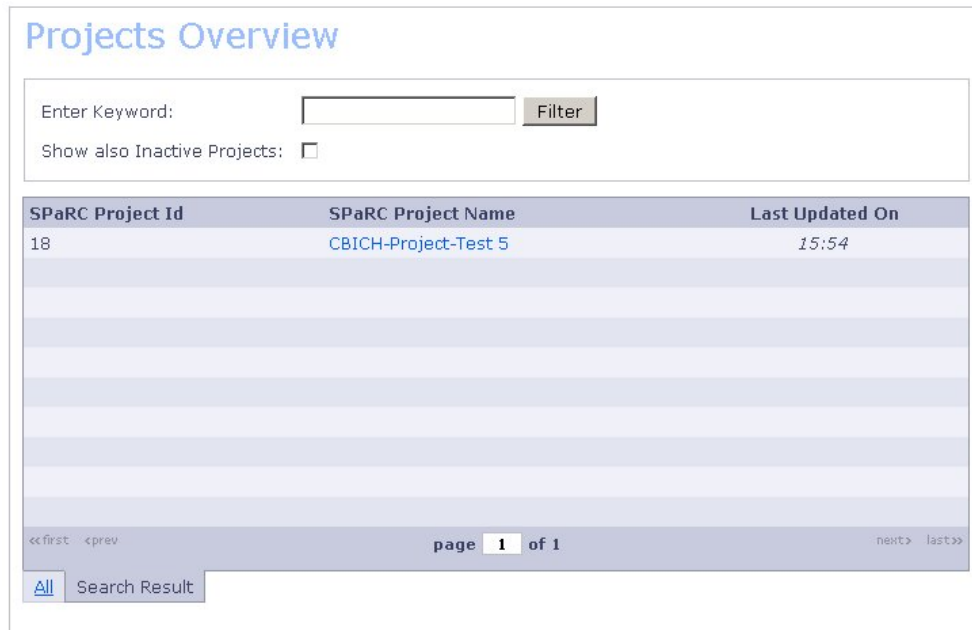 Projects Overview
Enter Keyword: Filter
Show also Inactive Projects:
SPaRC Project Id SPaRC Project Name Last Updated On
18 CBICH-Project-Test 5 15:54
«first ‹prev page 1 of 1 next› last»
All Search Result